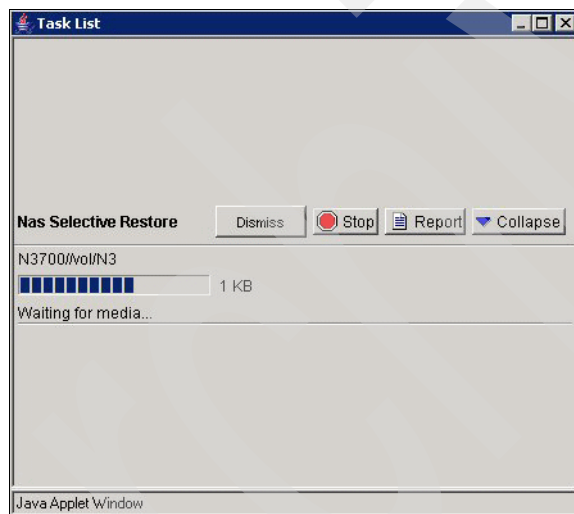 Task List
Nas Selective Restore Dismiss Stop Report Collapse
N3700//vol/N3
1 KB
Waiting for media...
Java Applet Window